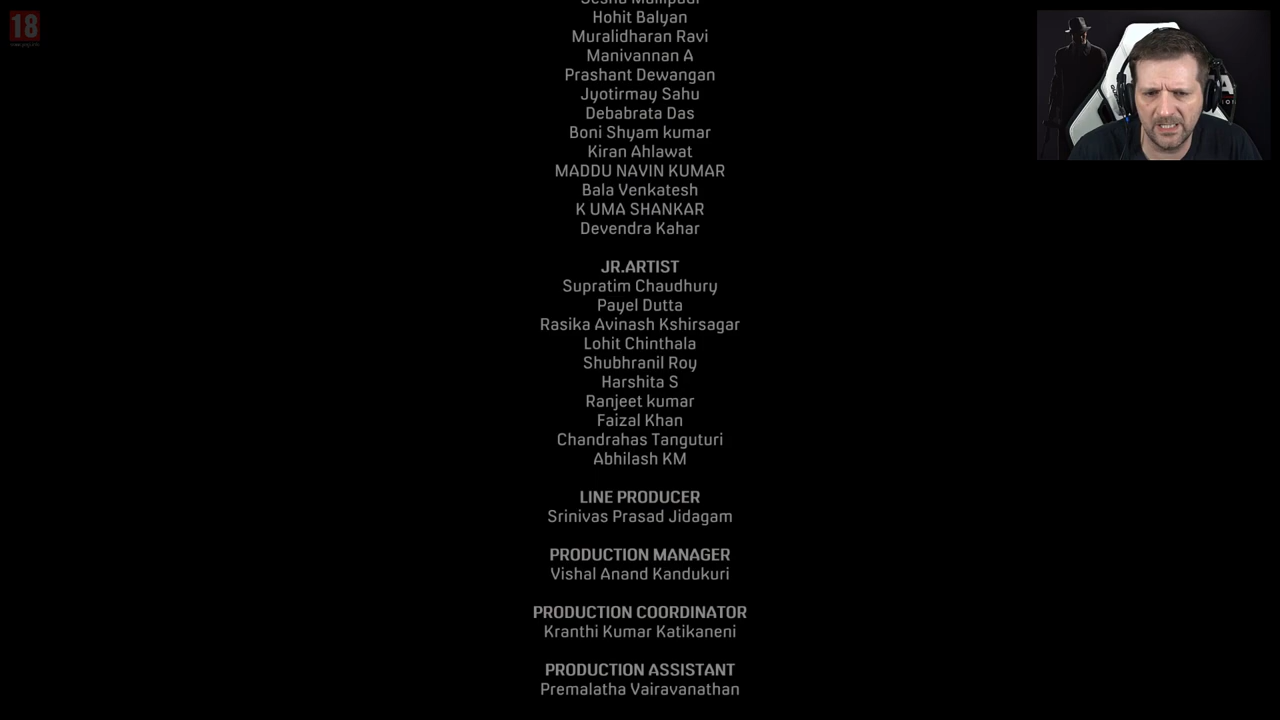 18
Hohit Balyan
Muralidharan Ravi
Manivannan A
Prashant Dewangan
Jyotirmay Sahu
Debabrata Das
Boni Shyam kumar
Kiran Ahlawat
MADDU NAVIN KUMAR
Bala Venkatesh
K UMA SHANKAR
Devendra Kahar
JR.ARTIST
Supratim Chaudhury
Payel Dutta
Rasika Avinash Kshirsagar
Lohit Chinthala
Shubhranil Roy
Harshita S
Ranjeet kumar
Faizal Khan
Chandrahas Tanguturi
Abhilash KM
LINE PRODUCER
Srinivas Prasad Jidagam
PRODUCTION MANAGER
Vishal Anand Kandukuri
PRODUCTION COORDINATOR
Kranthi Kumar Katikaneni
PRODUCTION ASSISTANT
Premalatha Vairavanathan